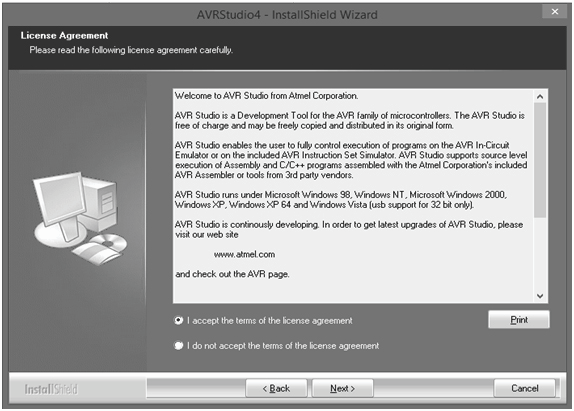 AVRStudio4 - InstallShield Wizard
License Agreement
Please read the following license agreement carefully.
Welcome to AVR Studio from Atmel Corporation.
AVR Studio is a Development Tool for the AVR family of microcontrollers. The AVR Studio is
free of charge and may be freely copied and distributed in its original form.
AVR Studio enables the user to fully control execution of programs on the AVR In-Circuit
Emulator or on the included AVR Instruction Set Simulator. AVR Studio supports source level
execution of Assembly and C/C++ programs assembled with the Atmel Corporation's included
AVR Assembler or tools from 3rd party vendors.
AVR Studio runs under Microsoft Windows 98, Windows NT, Microsoft Windows 2000,
Windows XP, Windows XP 64 and Windows Vista (usb support for 32 bit only).
AVR Studio is continously developing. In order to get latest upgrades of AVR Studio, please
visit our web site
www.atmel.com
and check out the AVR page.
I accept the terms of the license agreement
Print
I do not accept the terms of the license agreement
InstallShield
< Back
Next >
Cancel